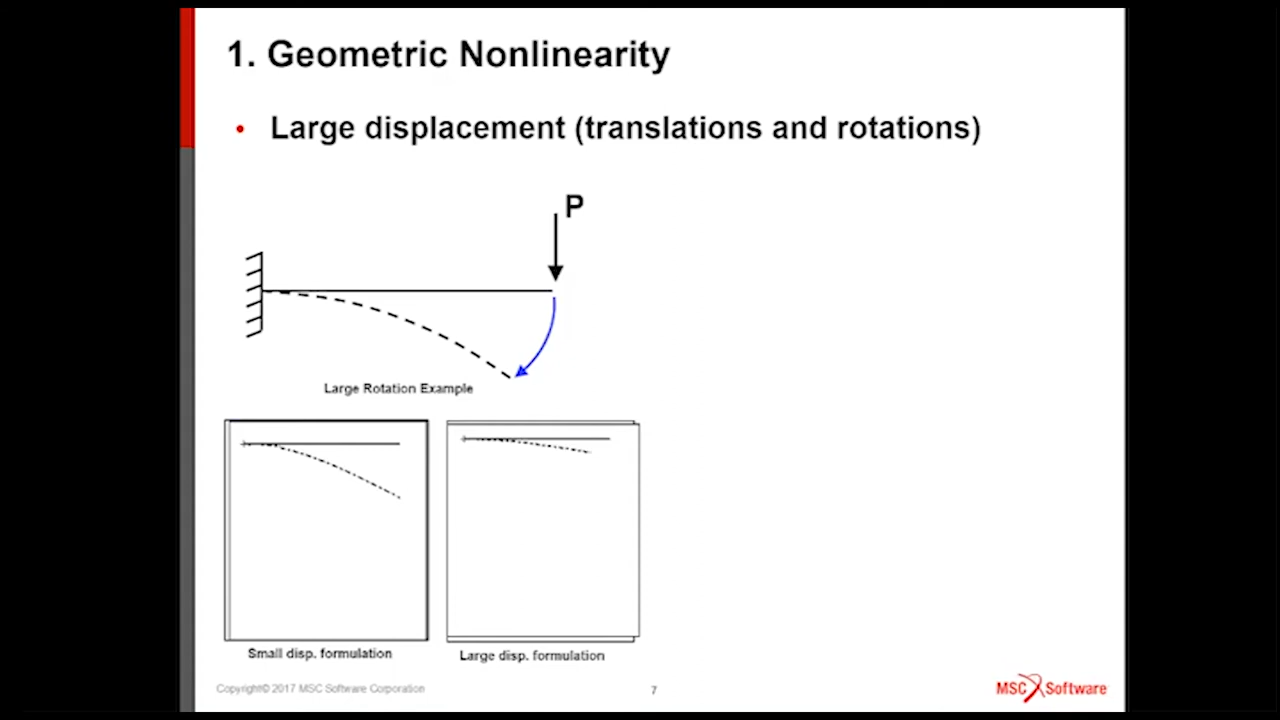 1. Geometric Nonlinearity
• Large displacement (translations and rotations)
P
Large Rotation Example
Small disp. formulation
Large disp. formulation
Copyright© 2017 MSC Software Corporation
7
MSC Software